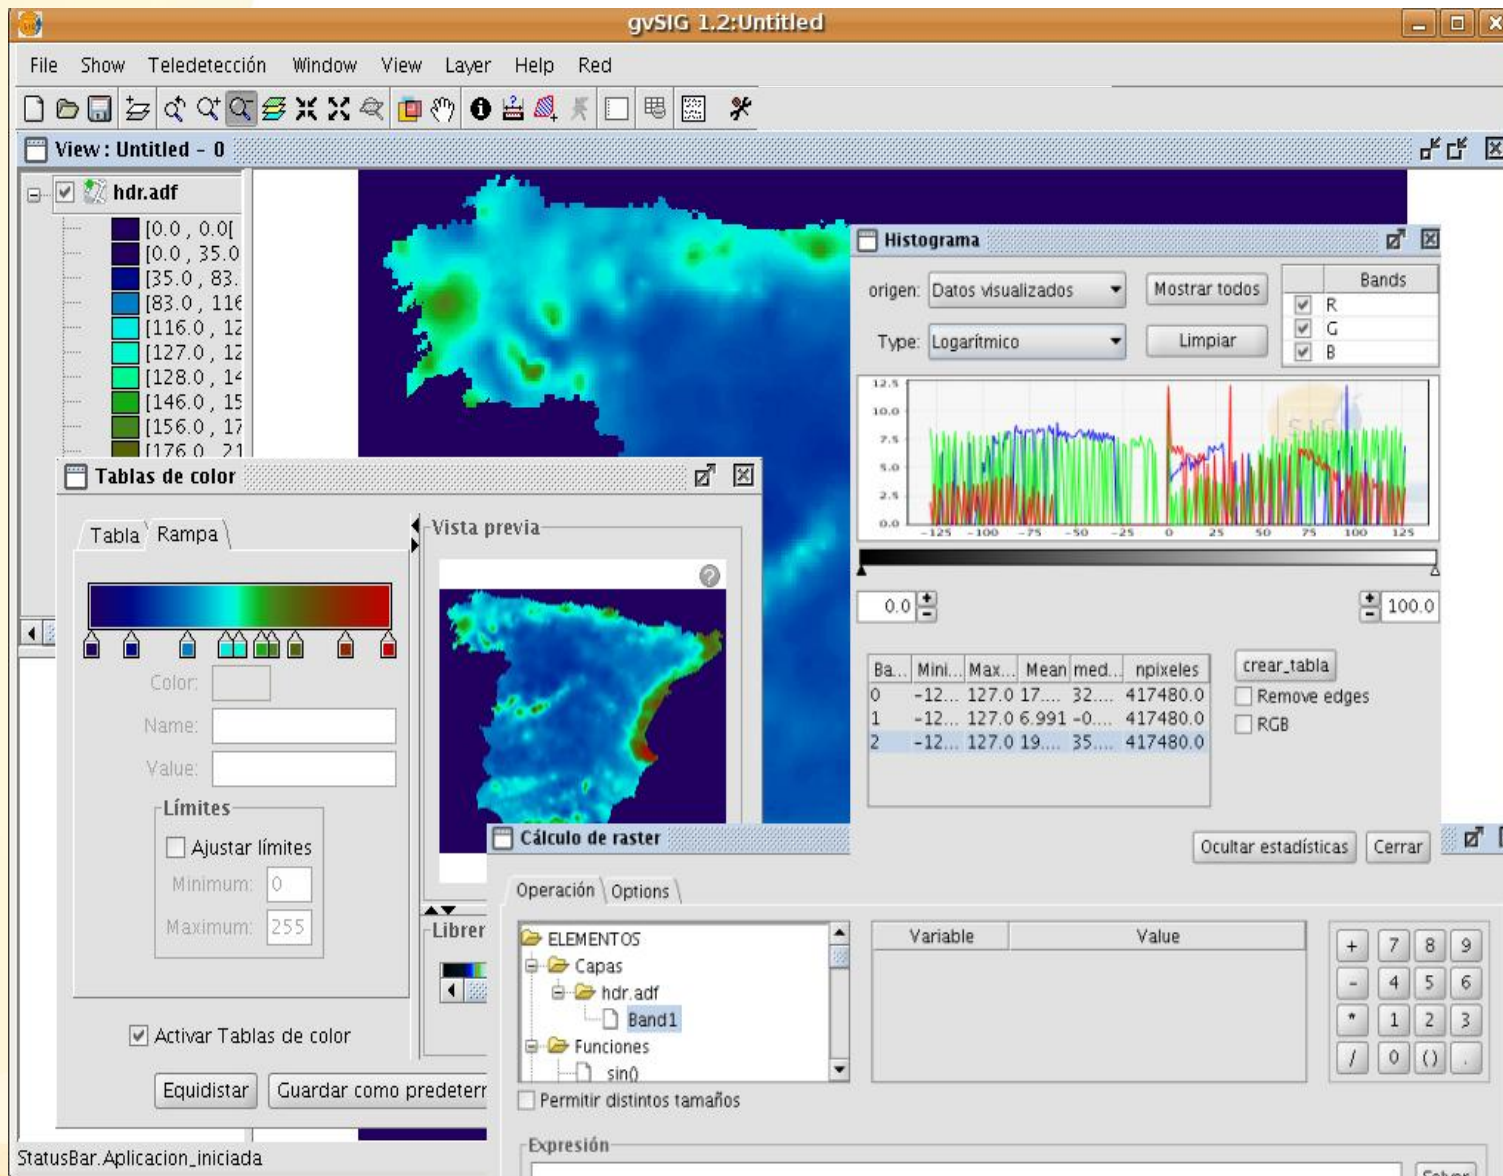 gvSIG 1.2:Untitled
File Show Teledetección Window View Layer Help Red
View : Untitled - 0
hdr.adf
[0.0 , 0.0[
[0.0 , 35.0
[35.0 , 83.
[83.0 , 116
[116.0 , 12
[127.0 , 12
[128.0 , 14
[146.0 , 15
[156.0 , 17
[176.0 21
Histograma
origen: Datos visualizados
Mostrar todos
Type: Logarítmico
Limpiar
Bands
R
G
B
12.5
10.0
7.5
5.0
2.5
0.0
-125 -100 -75 -50 -25 0 25 50 75 100 125
SIG
0.0
100.0
Ba... Mini... Max... Mean med... npixeles
0 -12... 127.0 17.... 32.... 417480.0
1 -12... 127.0 6.991 -0.... 417480.0
2 -12... 127.0 19.... 35.... 417480.0
crear_tabla
Remove edges
RGB
Ocultar estadísticas
Cerrar
Tablas de color
Tabla
Rampa
Color:
Name:
Value:
Límites
Ajustar límites
Minimum: 0
Maximum: 255
Vista previa
?
Librer
Activar Tablas de color
Equidistar
Guardar como predeterr
Cálculo de raster
Operación
Options
ELEMENTOS
Capas
hdr.adf
Band1
Funciones
sin()
Variable Value
+ 7 8 9
- 4 5 6
* 1 2 3
/ 0 () .
Permitir distintos tamaños
Expresión
StatusBar.Aplicacion_iniciada